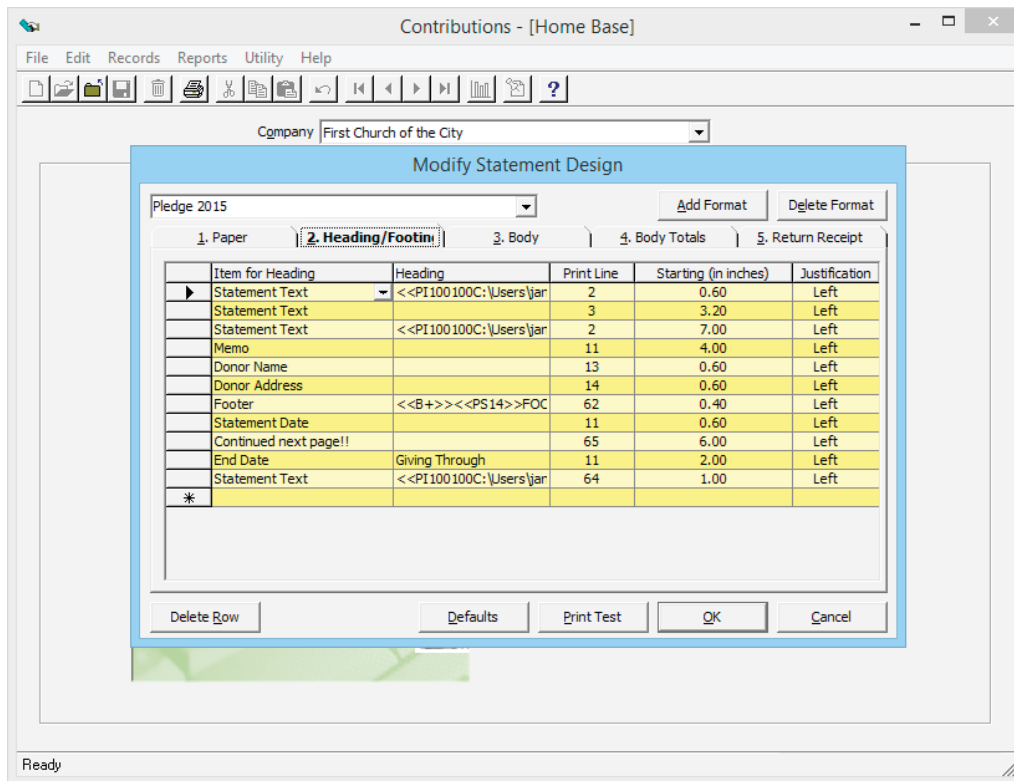 Contributions - [Home Base]
File Edit Records Reports Utility Help
Company First Church of the City
Modify Statement Design
Pledge 2015 Add Format Delete Format
1. Paper 2. Heading/Footing 3. Body 4. Body Totals 5. Return Receipt
Item for Heading Heading Print Line Starting (in inches) Justification
Statement Text <<PI100100C:\Users\jan 2 0.60 Left
Statement Text 3 3.20 Left
Statement Text <<PI100100C:\Users\jan 2 7.00 Left
Memo 11 4.00 Left
Donor Name 13 0.60 Left
Donor Address 14 0.60 Left
Footer <<B+>><<PS14>>FOC 62 0.40 Left
Statement Date 11 0.60 Left
Continued next page!! 65 6.00 Left
End Date Giving Through 11 2.00 Left
Statement Text <<PI100100C:\Users\jan 64 1.00 Left
Delete Row Defaults Print Test OK Cancel
Ready